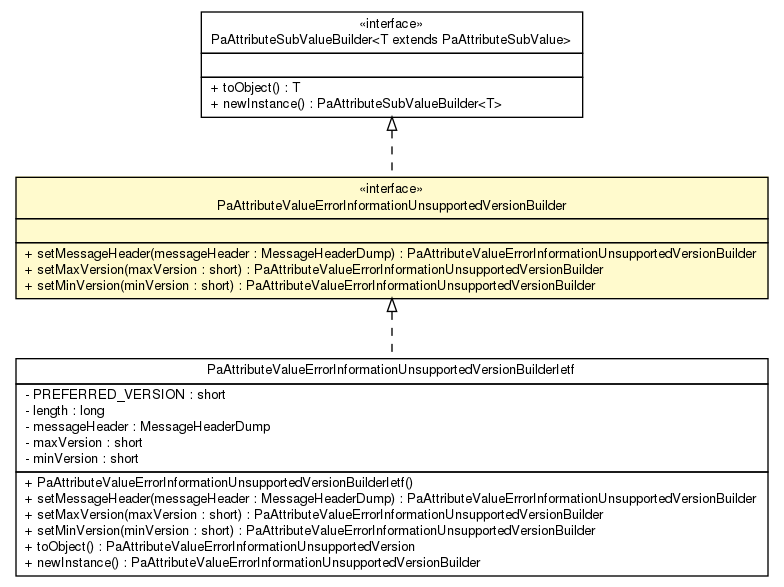 «interface»
PaAttributeSubValueBuilder<T extends PaAttributeSubValue>
+ toObject() : T
+ newInstance() : PaAttributeSubValueBuilder<T>
«interface»
PaAttributeValueErrorInformationUnsupportedVersionBuilder
+ setMessageHeader(messageHeader : MessageHeaderDump) : PaAttributeValueErrorInformationUnsupportedVersionBuilder
+ setMaxVersion(maxVersion : short) : PaAttributeValueErrorInformationUnsupportedVersionBuilder
+ setMinVersion(minVersion : short) : PaAttributeValueErrorInformationUnsupportedVersionBuilder
PaAttributeValueErrorInformationUnsupportedVersionBuilderIetf
- PREFERRED_VERSION : short
- length : long
- messageHeader : MessageHeaderDump
- maxVersion : short
- minVersion : short
+ PaAttributeValueErrorInformationUnsupportedVersionBuilderIetf()
+ setMessageHeader(messageHeader : MessageHeaderDump) : PaAttributeValueErrorInformationUnsupportedVersionBuilder
+ setMaxVersion(maxVersion : short) : PaAttributeValueErrorInformationUnsupportedVersionBuilder
+ setMinVersion(minVersion : short) : PaAttributeValueErrorInformationUnsupportedVersionBuilder
+ toObject() : PaAttributeValueErrorInformationUnsupportedVersion
+ newInstance() : PaAttributeValueErrorInformationUnsupportedVersionBuilder